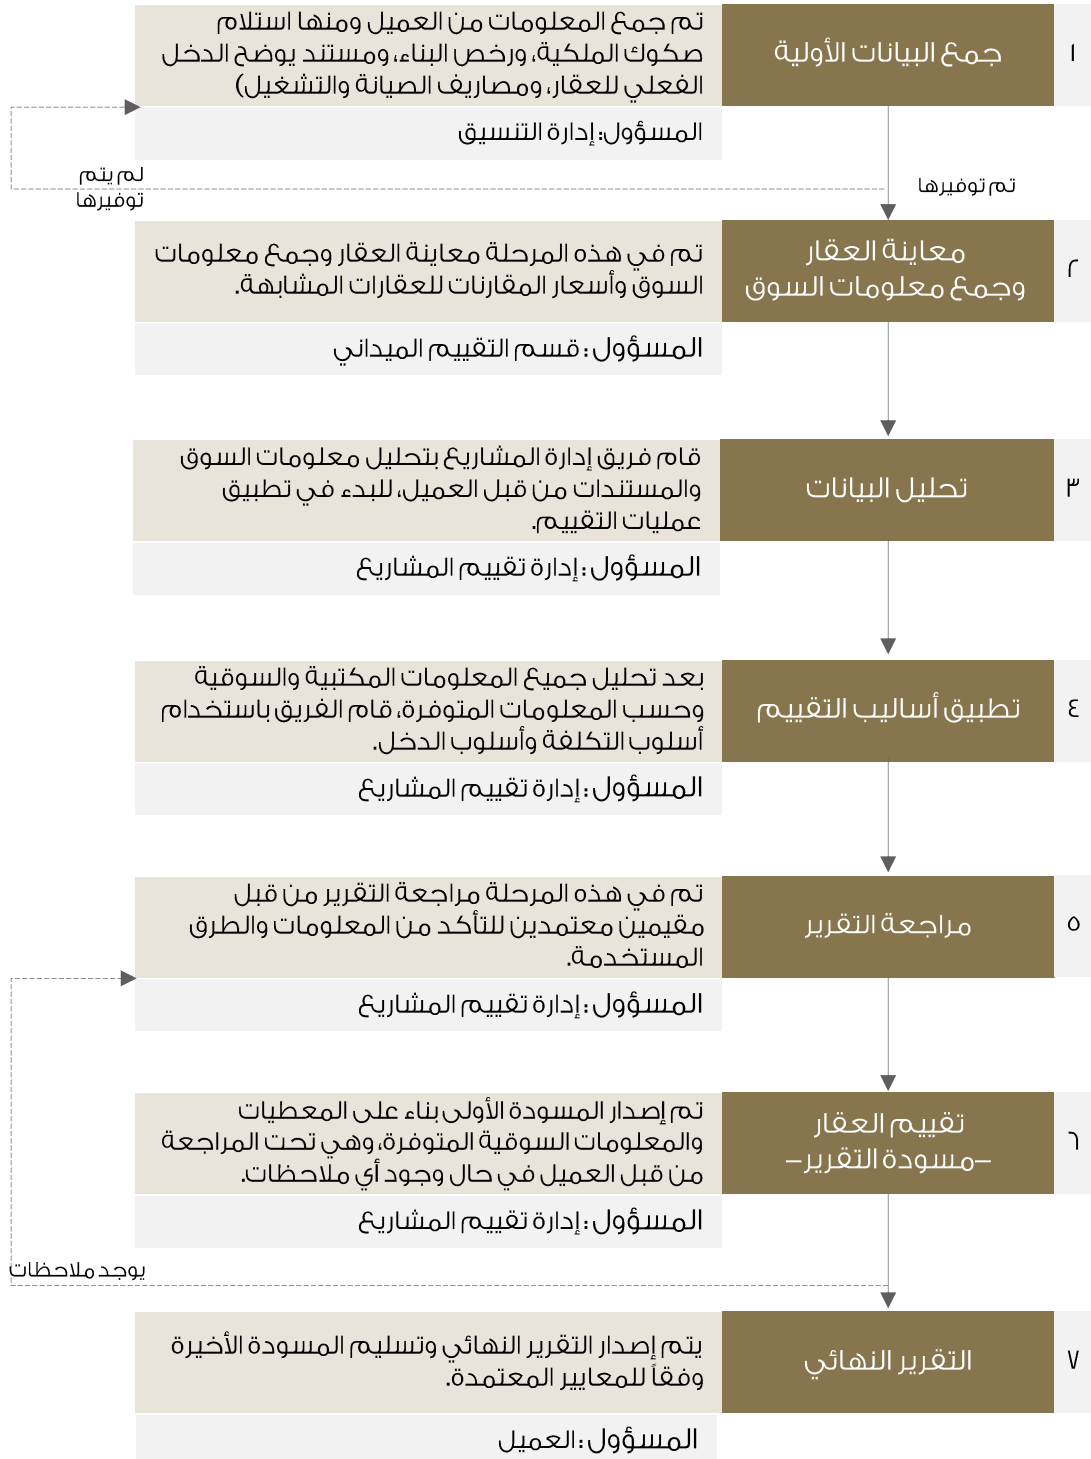 ١
جمع البيانات الأولية
تم جمع المعلومات من العميل ومنها استلام
صكوك الملكية، ورخص البناء، ومستند يوضح الدخل
الفعلي للعقار، ومصاريف الصيانة والتشغيل)
المسؤول: إدارة التنسيق
تم توفيرها
لم يتم
توفيرها
٢
معاينة العقار
وجمع معلومات السوق
تم في هذه المرحلة معاينة العقار وجمع معلومات
السوق وأسعار المقارنات للعقارات المشابهة.
المسؤول : قسم التقييم الميداني
٣
تحليل البيانات
قام فريق إدارة المشاريع بتحليل معلومات السوق
والمستندات من قبل العميل، للبدء في تطبيق
عمليات التقييم.
المسؤول : إدارة تقييم المشاريع
٤
تطبيق أساليب التقييم
بعد تحليل جميع المعلومات المكتبية والسوقية
وحسب المعلومات المتوفرة، قام الفريق باستخدام
أسلوب التكلفة وأسلوب الدخل.
المسؤول : إدارة تقييم المشاريع
٥
مراجعة التقرير
تم في هذه المرحلة مراجعة التقرير من قبل
مقيمين معتمدين للتأكد من المعلومات والطرق
المستخدمة.
المسؤول : إدارة تقييم المشاريع
٦
تقييم العقار
–مسودة التقرير–
تم إصدار المسودة الأولى بناء على المعطيات
والمعلومات السوقية المتوفرة، وهي تحت المراجعة
من قبل العميل في حال وجود أي ملاحظات.
المسؤول : إدارة تقييم المشاريع
يوجد ملاحظات
٧
التقرير النهائي
يتم إصدار التقرير النهائي وتسليم المسودة الأخيرة
وفقاً للمعايير المعتمدة.
المسؤول : العميل